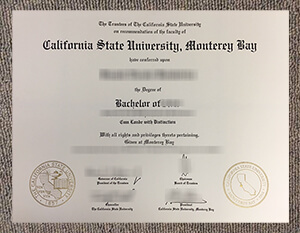 The Trustees of The California State University
on recommendation of the faculty of
California State University, Monterey Bay
have conferred upon
the Degree of
Bachelor of
Cum Laude with Distinction
With all rights and privileges thereto pertaining.
Given at Monterey Bay
Governor of California
President of the Trustees
Chairman
Board of Trustees
Chancellor
The California State University
President
California State University, Monterey Bay